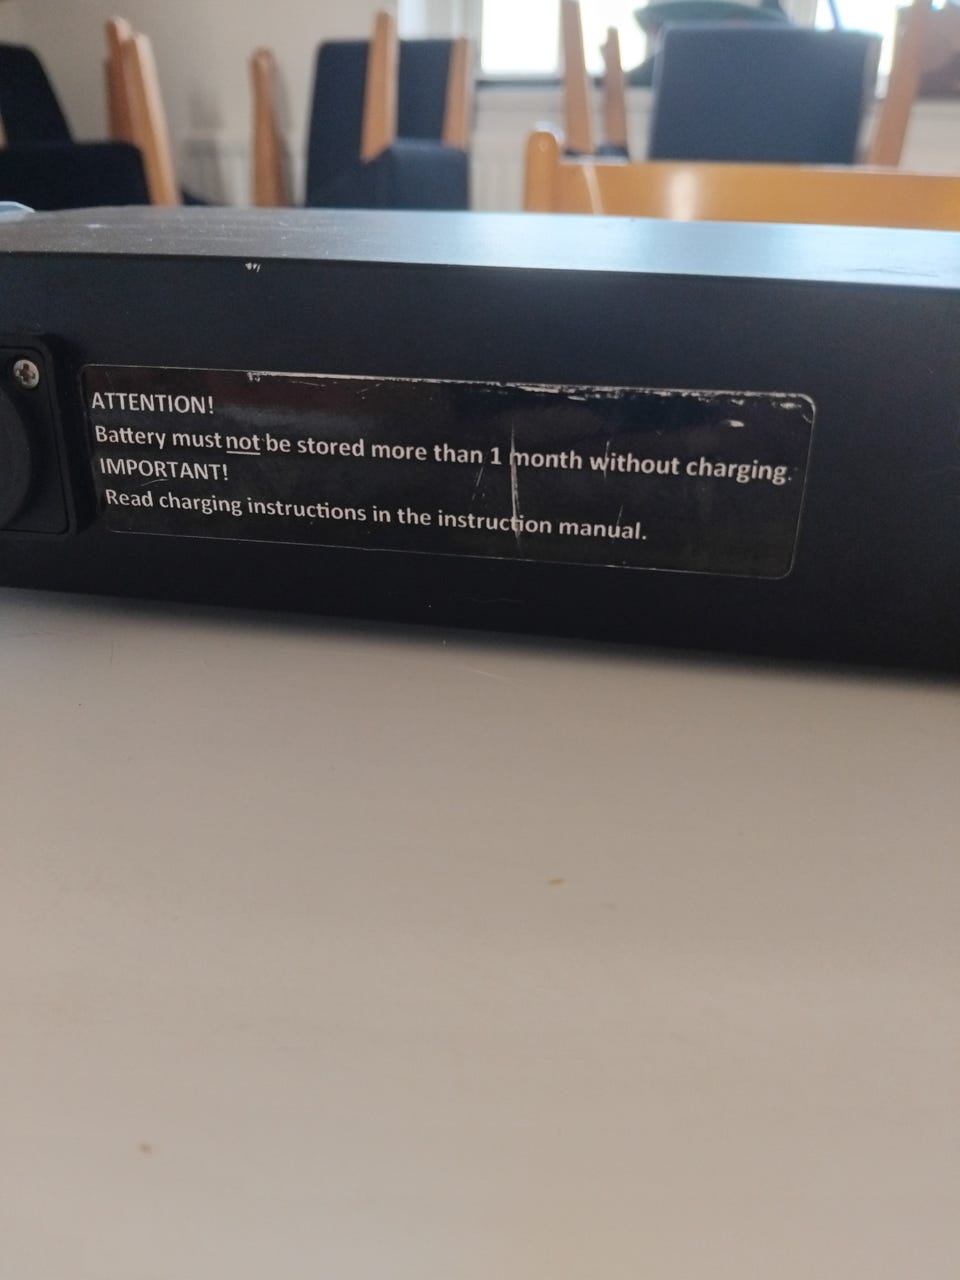 ATTENTION!
Battery must not be stored more than 1 month without charging.
IMPORTANT!
Read charging instructions in the instruction manual.